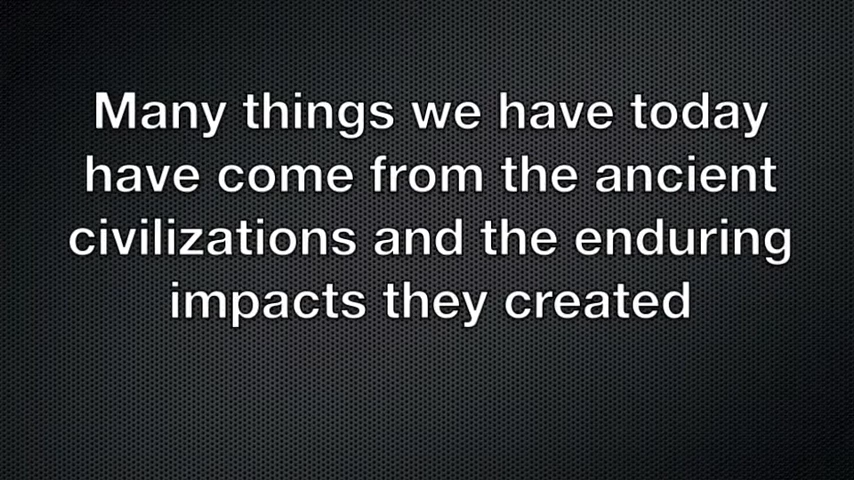 Many things we have today
have come from the ancient
civilizations and the enduring
impacts they created